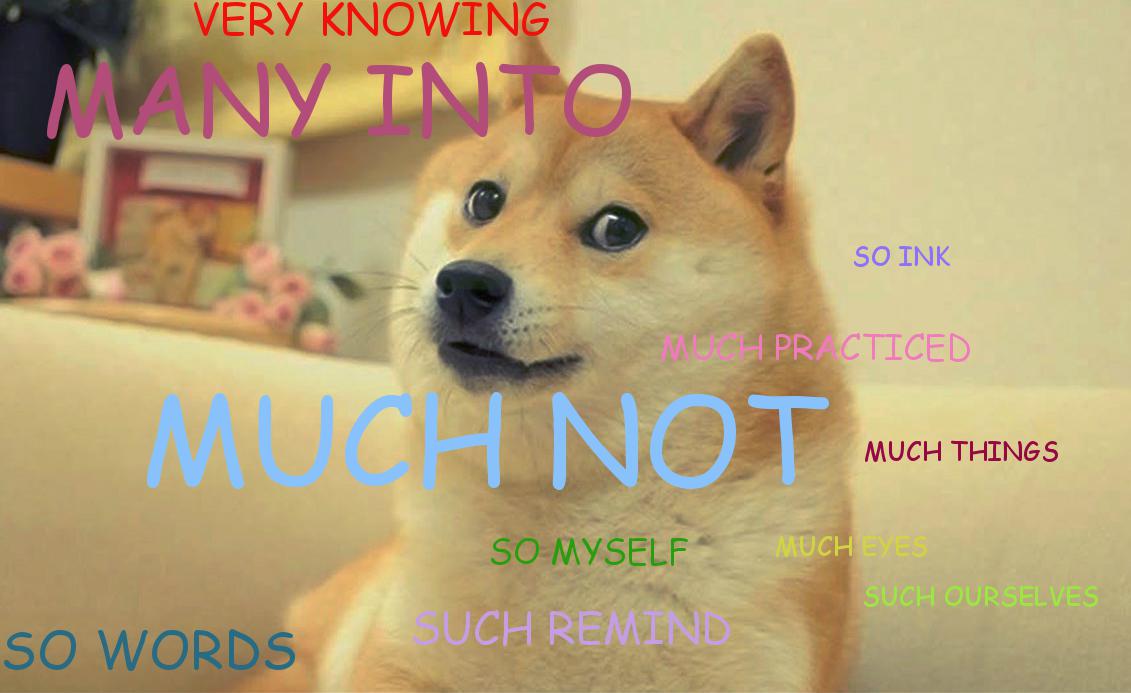 VERY KNOWING
MANY INTO
SO INK
MUCH PRACTICED
MUCH NOT
MUCH THINGS
SO MYSELF
MUCH EYES
SUCH OURSELVES
SUCH REMIND
SO WORDS